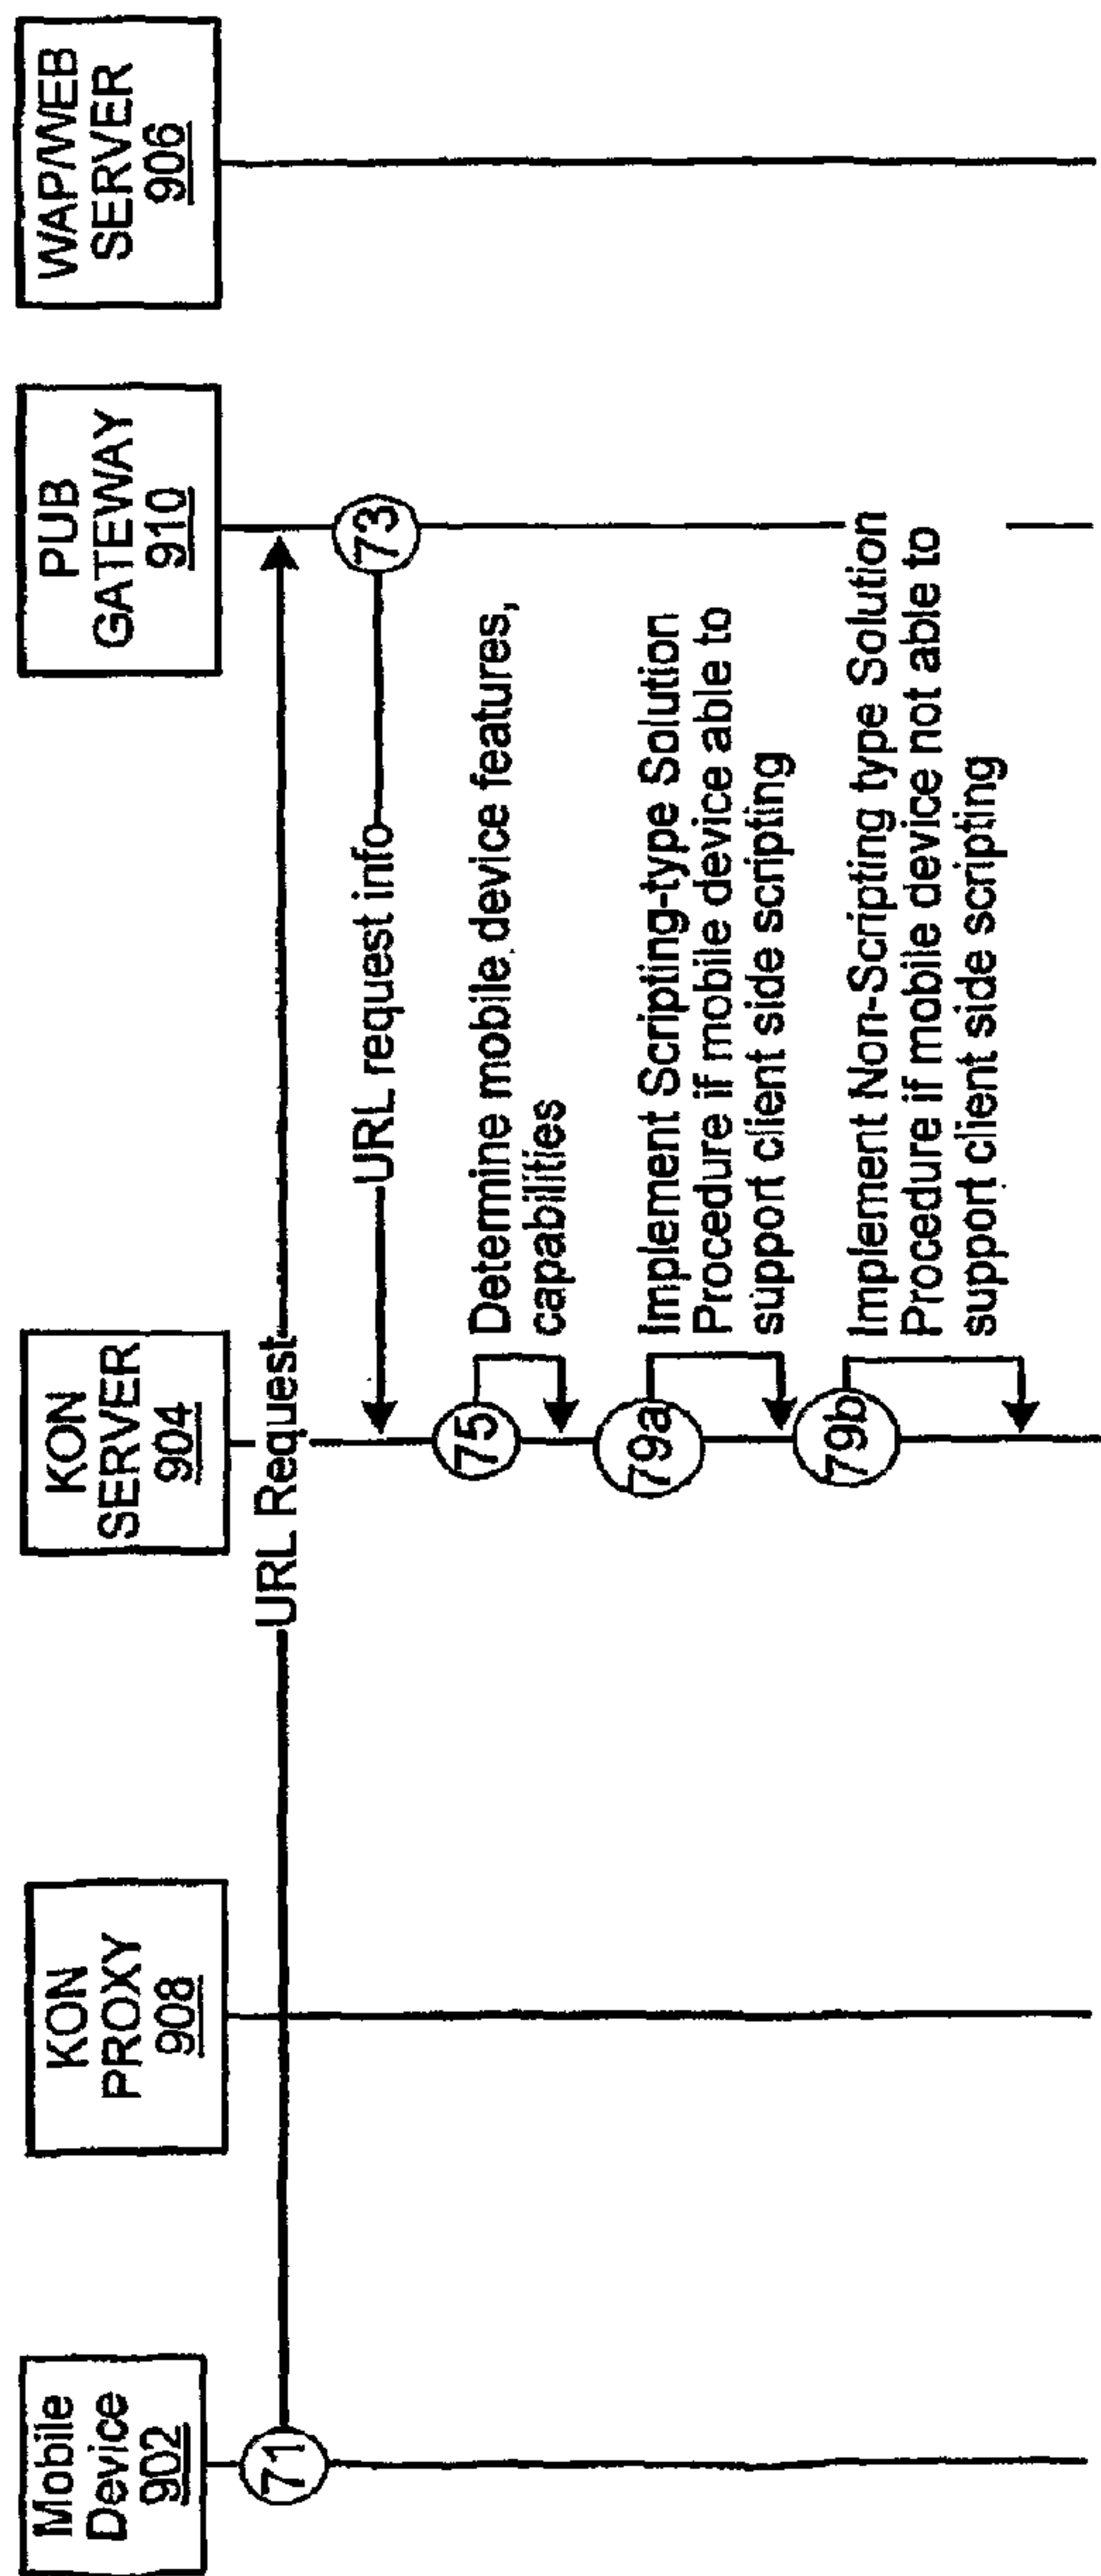 Mobile
Device
902
KON
PROXY
908
KON
SERVER
904
PUB
GATEWAY
910
WAP/WEB
SERVER
906
71
URL Request
73
URL request info
75
Determine mobile device features,
capabilities
79a
Implement Scripting-type Solution
Procedure if mobile device able to
support client side scripting
79b
Implement Non-Scripting type Solution
Procedure if mobile device not able to
support client side scripting